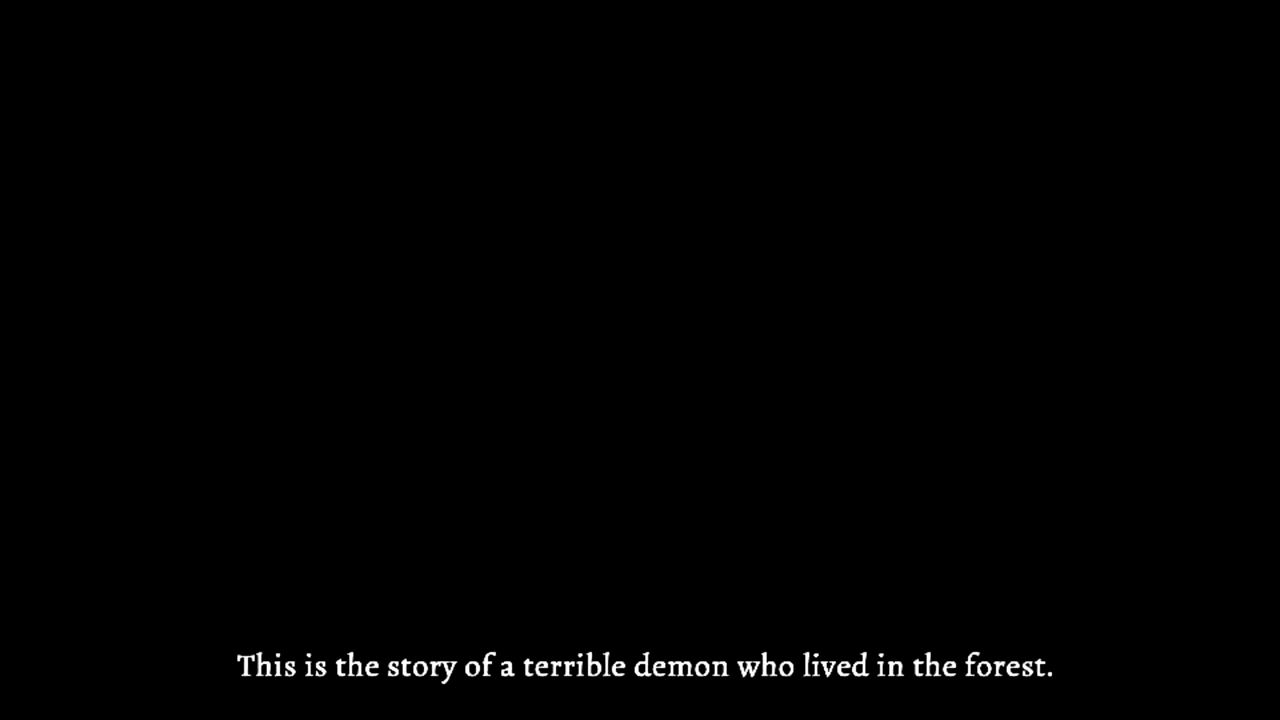 This is the story of a terrible demon who lived in the forest.